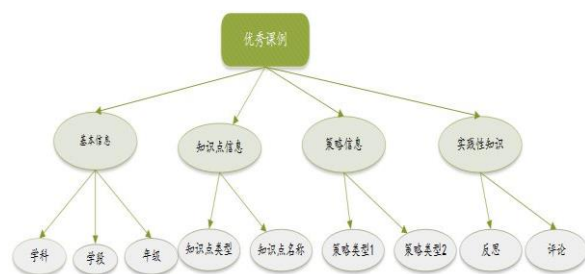 优秀课例
基本信息
知识点信息
策略信息
实践性知识
学科
学段
年级
知识点类型
知识点名称
策略类型1
策略类型2
反思
评论